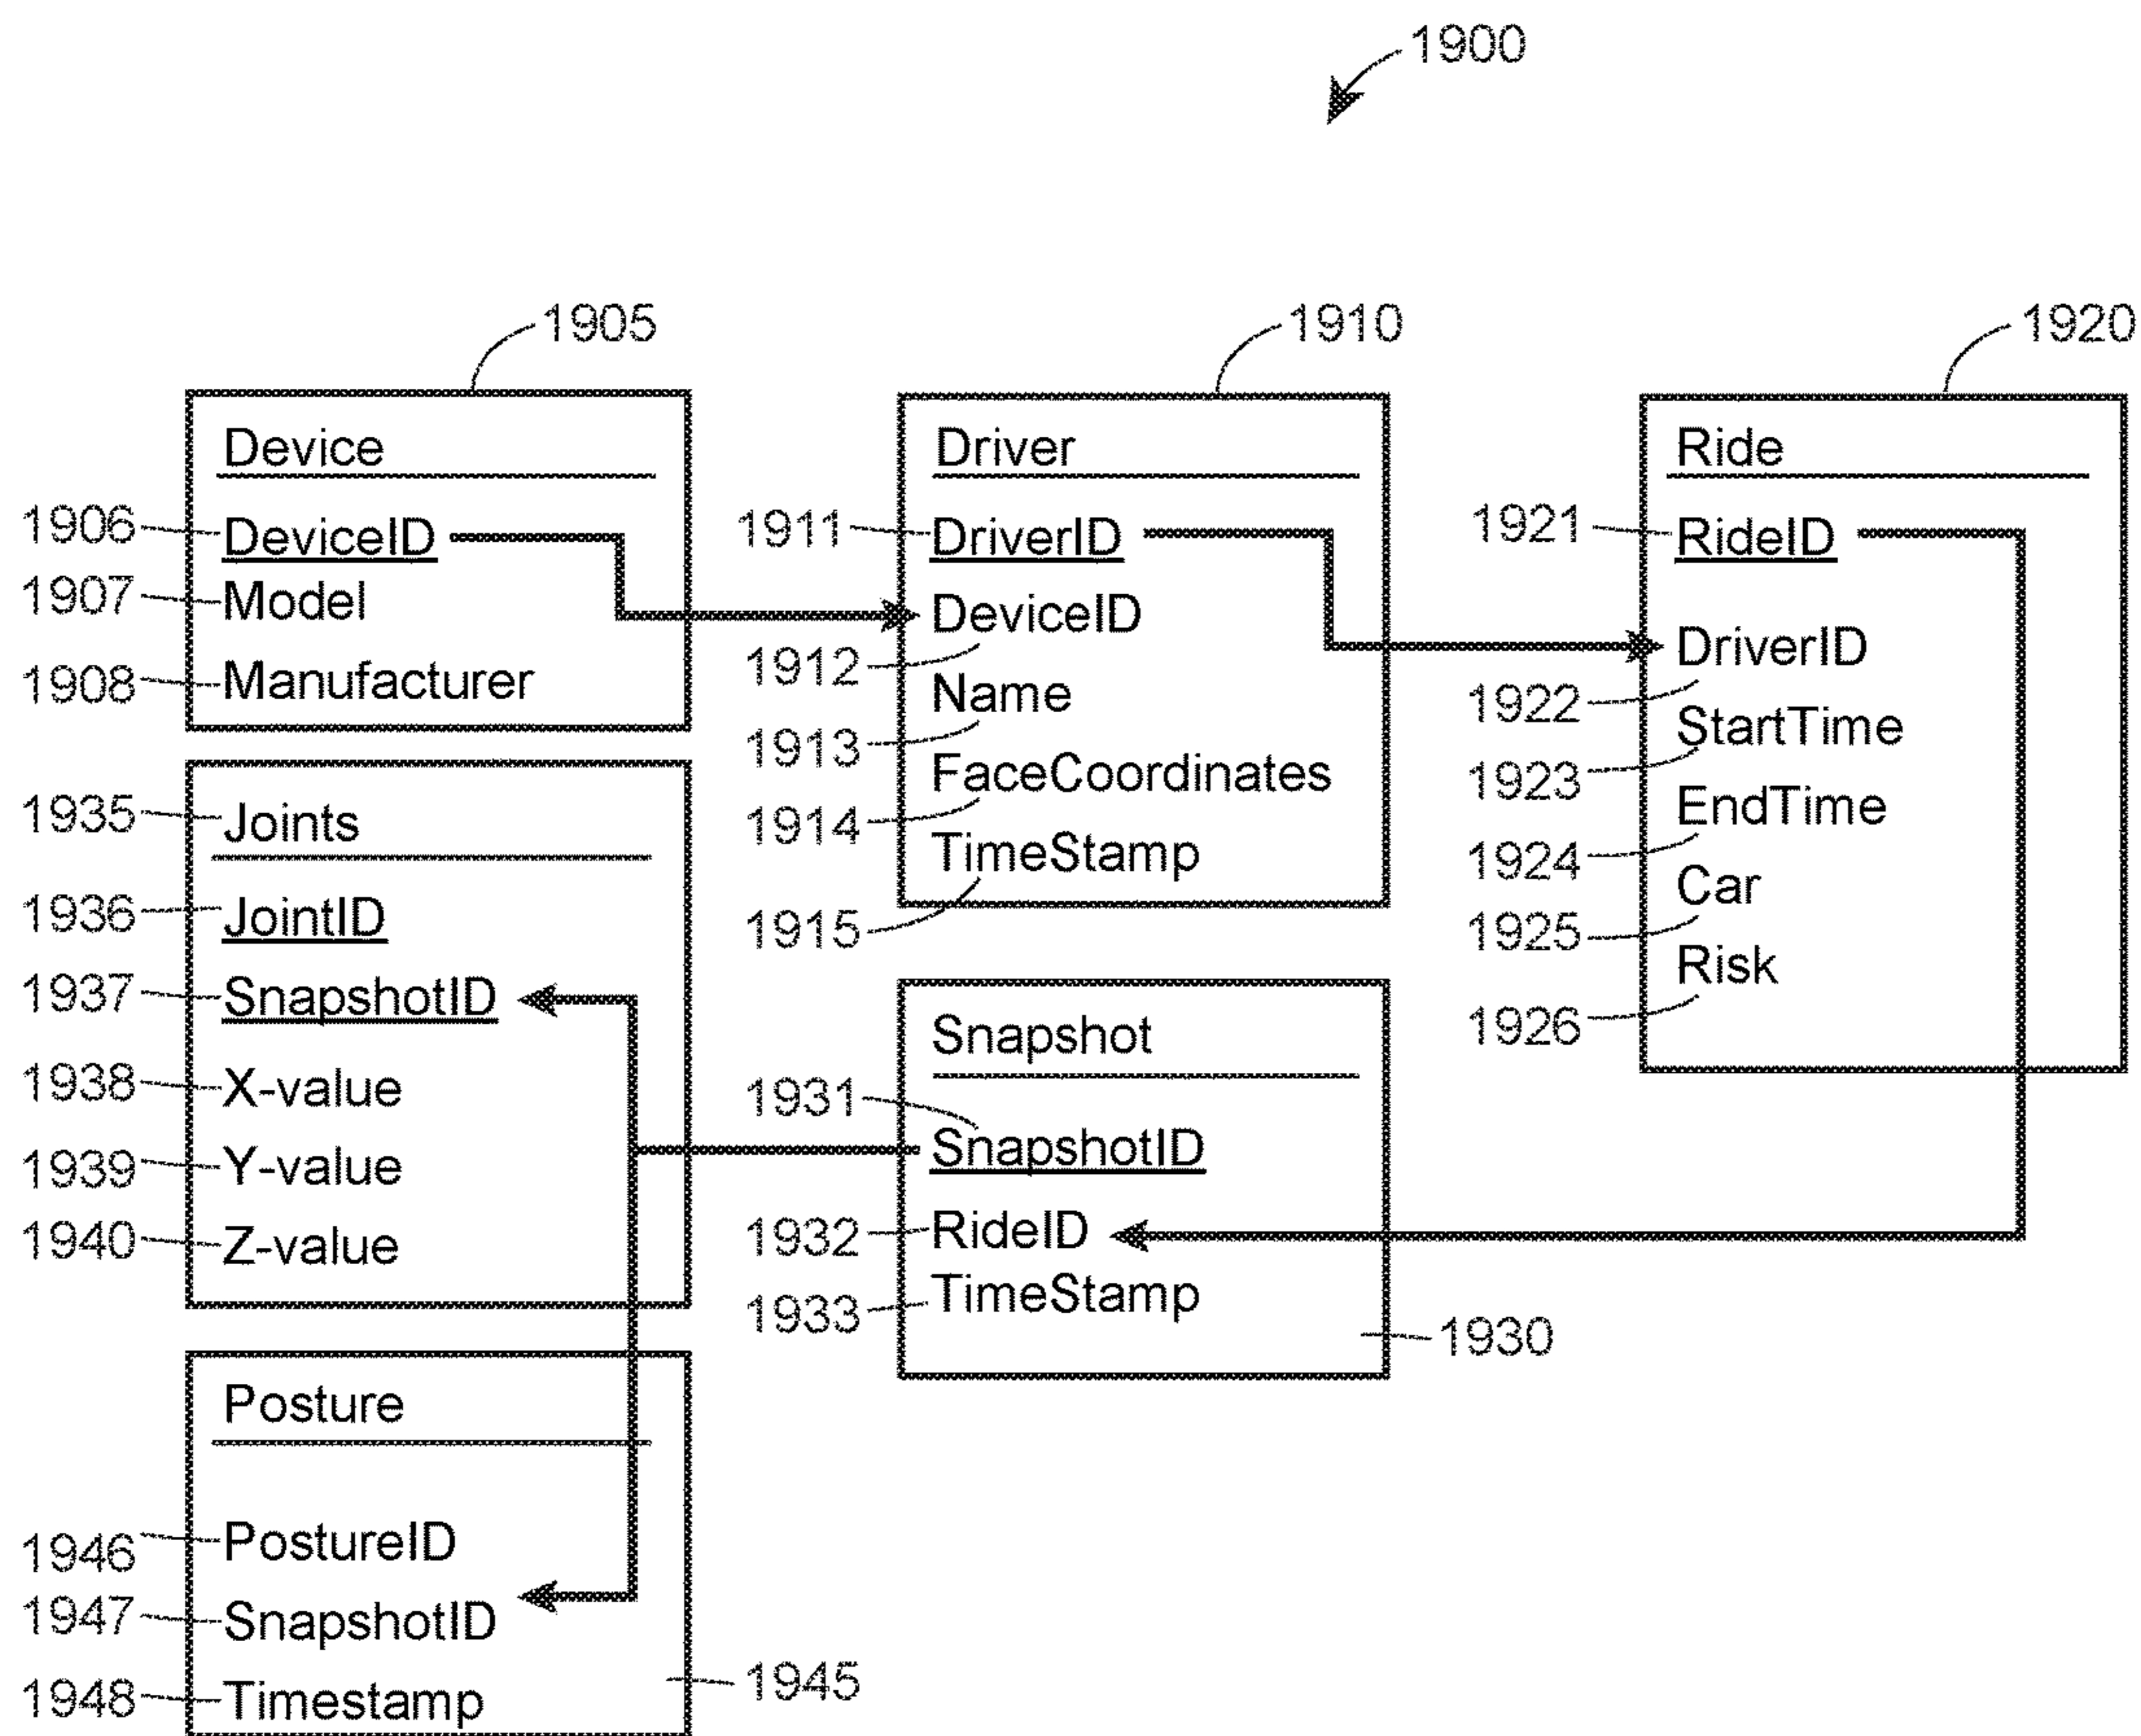 1900
1905
Device
1906 DeviceID
1907 Model
1908 Manufacturer
1910
Driver
1911 DriverID
DeviceID
1912
Name
1913
FaceCoordinates
1914
TimeStamp
1915
1920
Ride
1921 RideID
DriverID
1922
StartTime
1923
EndTime
1924
Car
1925
Risk
1926
1935 Joints
1936 JointID
1937 SnapshotID
1938 X-value
1939 Y-value
1940 Z-value
Snapshot
1931
SnapshotID
1932 RideID
1933 TimeStamp
1930
Posture
1946 PostureID
1947 SnapshotID
1948 Timestamp
1945